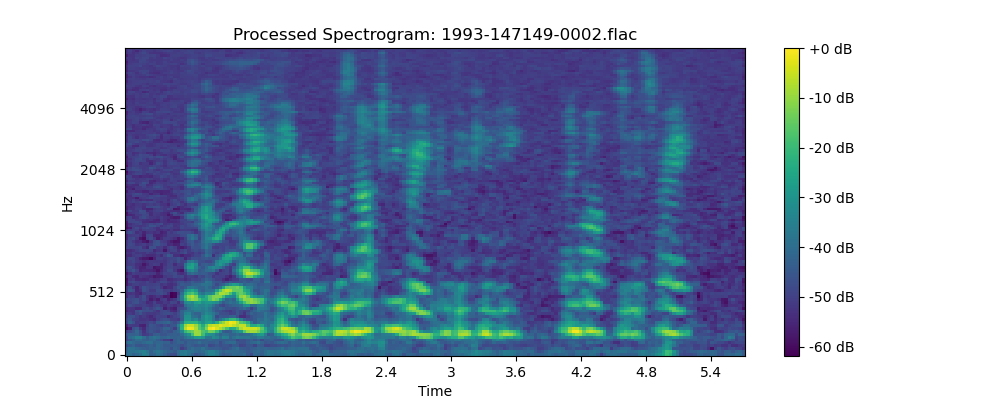 Processed Spectrogram: 1993-147149-0002.flac
Hz
4096
2048
1024
512
0
0 0.6 1.2 1.8 2.4 3 3.6 4.2 4.8 5.4
Time
+0 dB
-10 dB
-20 dB
-30 dB
-40 dB
-50 dB
-60 dB